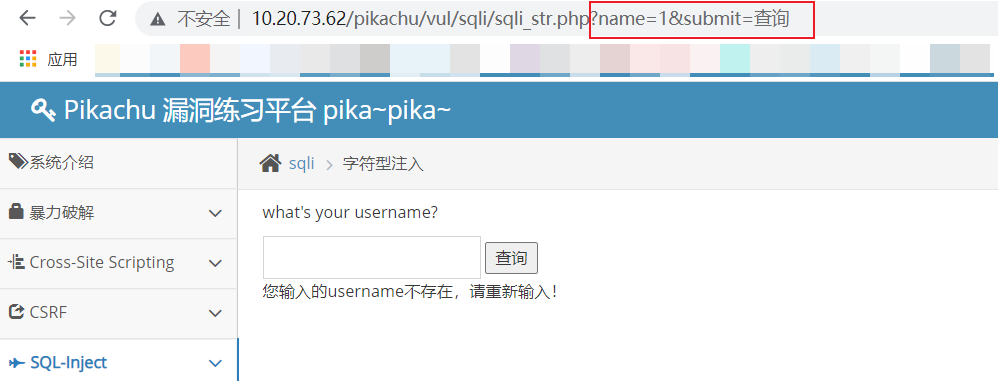 不安全 | 10.20.73.62/pikachu/vul/sqli/sqli_str.php?name=1&submit=查询
应用
Pikachu 漏洞练习平台 pika~pika~
系统介绍
sqli > 字符型注入
暴力破解
what's your username?
Cross-Site Scripting
查询
您输入的username不存在，请重新输入！
CSRF
SQL-Inject